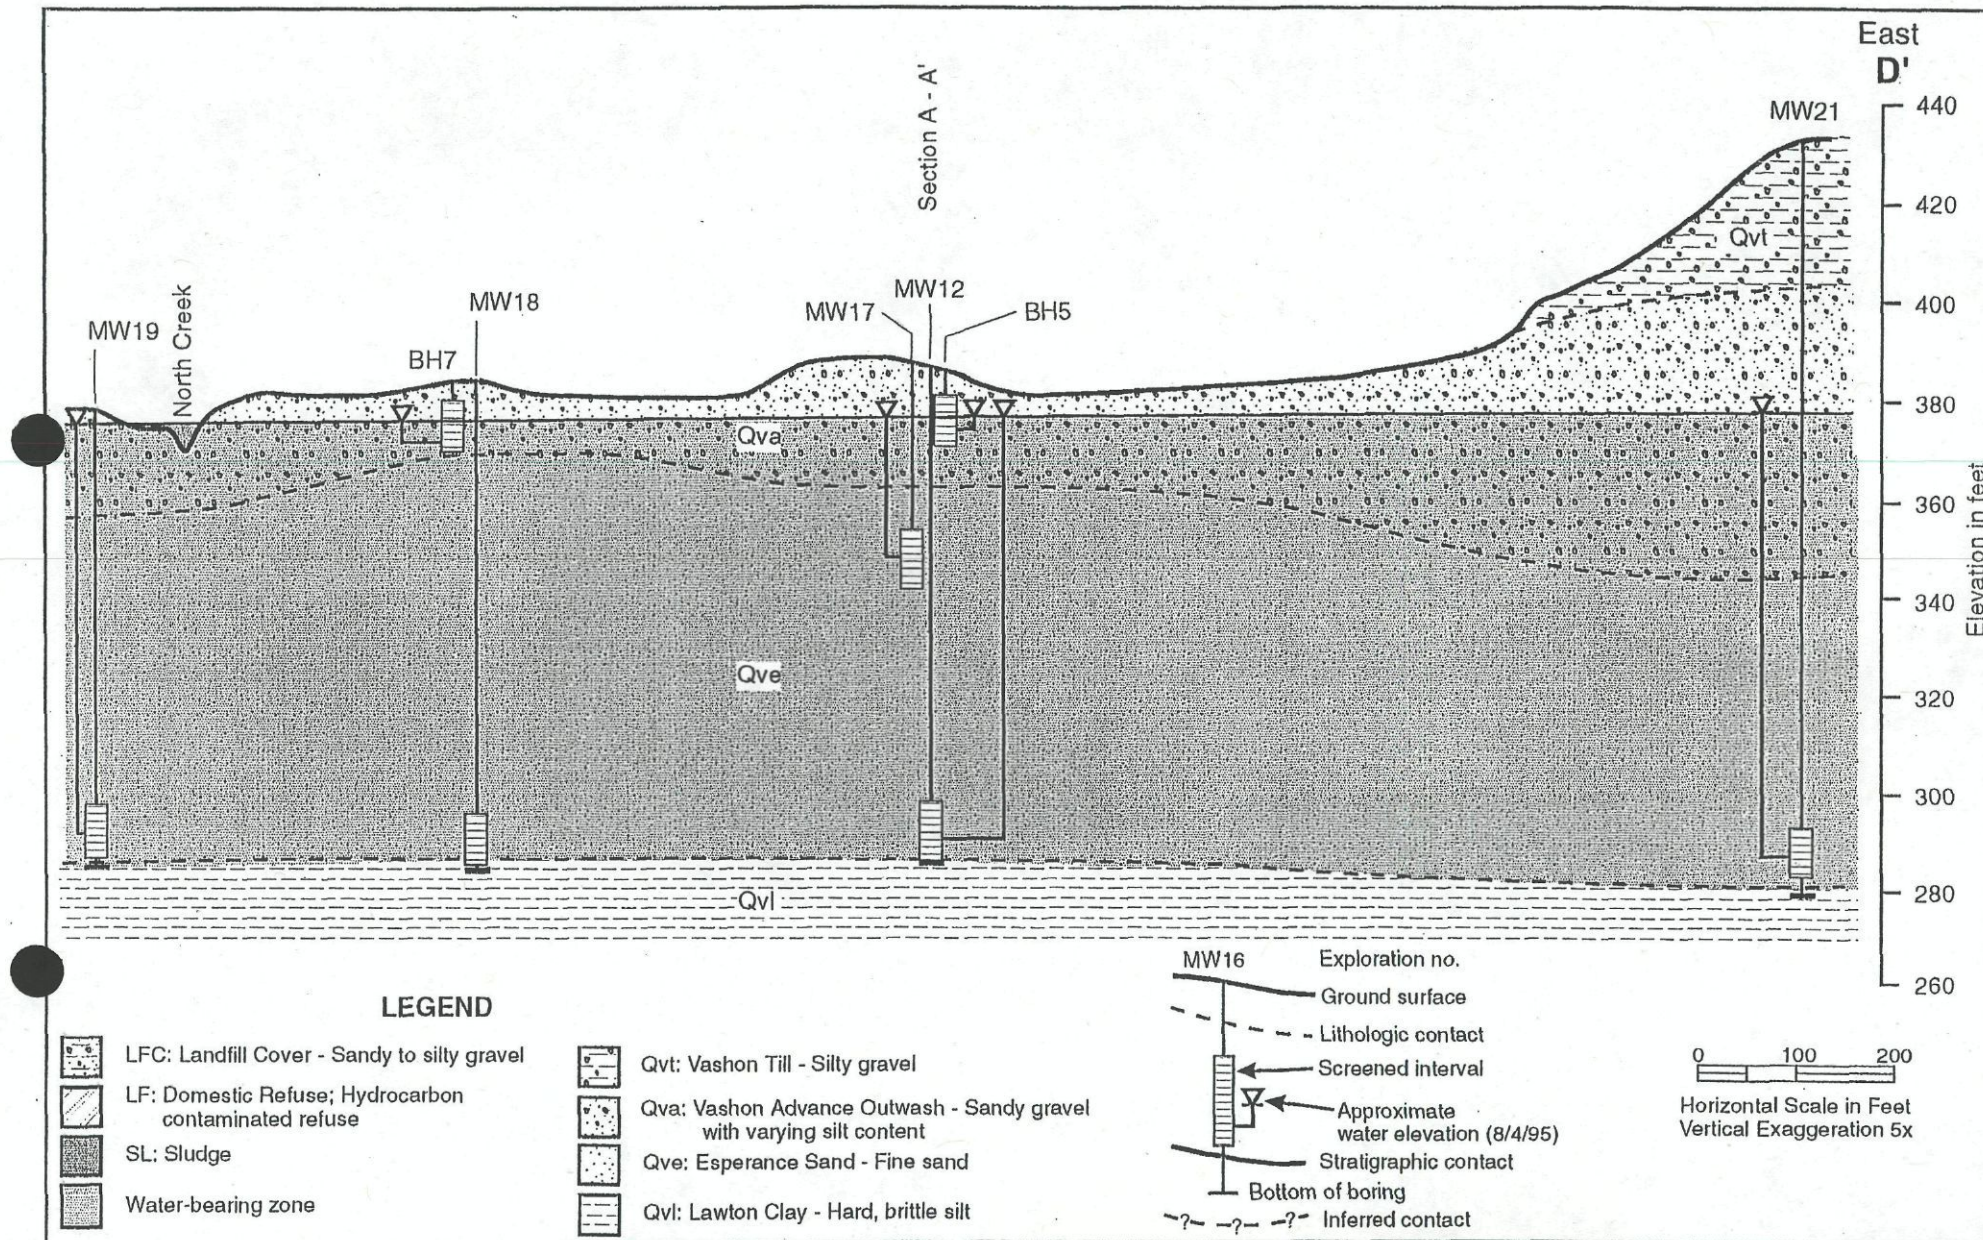 East
D'
Section A - A'
MW21
440
420
Qvt
400
North Creek
MW19
BH7
MW18
MW17
MW12
BH5
380
Qva
360
Elevation in feet
340
Qve
320
300
280
Qvl
260
LEGEND
LFC: Landfill Cover - Sandy to silty gravel
LF: Domestic Refuse; Hydrocarbon
contaminated refuse
SL: Sludge
Water-bearing zone
Qvt: Vashon Till - Silty gravel
Qva: Vashon Advance Outwash - Sandy gravel
with varying silt content
Qve: Esperance Sand - Fine sand
Qvl: Lawton Clay - Hard, brittle silt
MW16
Exploration no.
Ground surface
Lithologic contact
Screened interval
Approximate
water elevation (8/4/95)
Stratigraphic contact
Bottom of boring
-?- -?- -?
Inferred contact
0 100 200
Horizontal Scale in Feet
Vertical Exaggeration 5x